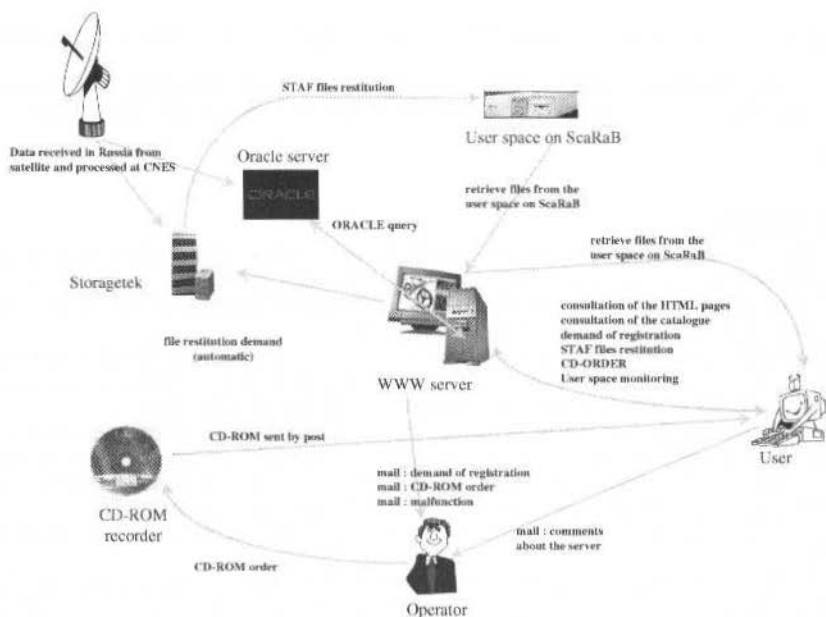 STAF files restitution
User space on ScaRaB
Data received in Russia from
satellite and processed at CNES
Oracle server
ORACLE
retrieve files from the
user space on ScaRaB
ORACLE query
retrieve files from the
user space on ScaRaB
Storagetek
consultation of the HTML pages
consultation of the catalogue
demand of registration
STAF files restitution
CD-ORDER
User space monitoring
file restitution demand
(automatic)
WWW server
CD-ROM sent by post
User
mail : demand of registration
mail : CD-ROM order
mail : malfunction
CD-ROM
recorder
mail : comments
about the server
CD-ROM order
Operator